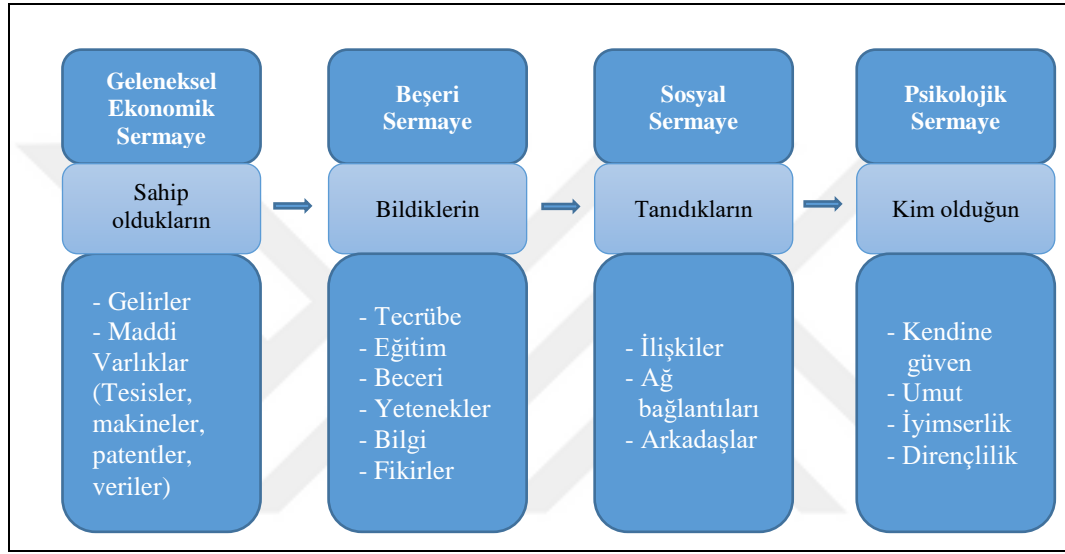 Geleneksel
Ekonomik
Sermaye
Sahip
oldukların
- Gelirler
- Maddi
Varlıklar
(Tesisler,
makineler,
patentler,
veriler)
Beşeri
Sermaye
Bildiklerin
- Tecrübe
- Eğitim
- Beceri
- Yetenekler
- Bilgi
- Fikirler
Sosyal
Sermaye
Tanıdıkların
- İlişkiler
- Ağ
bağlantıları
- Arkadaşlar
Psikolojik
Sermaye
Kim olduğun
- Kendine
güven
- Umut
- İyimserlik
- Dirençlilik